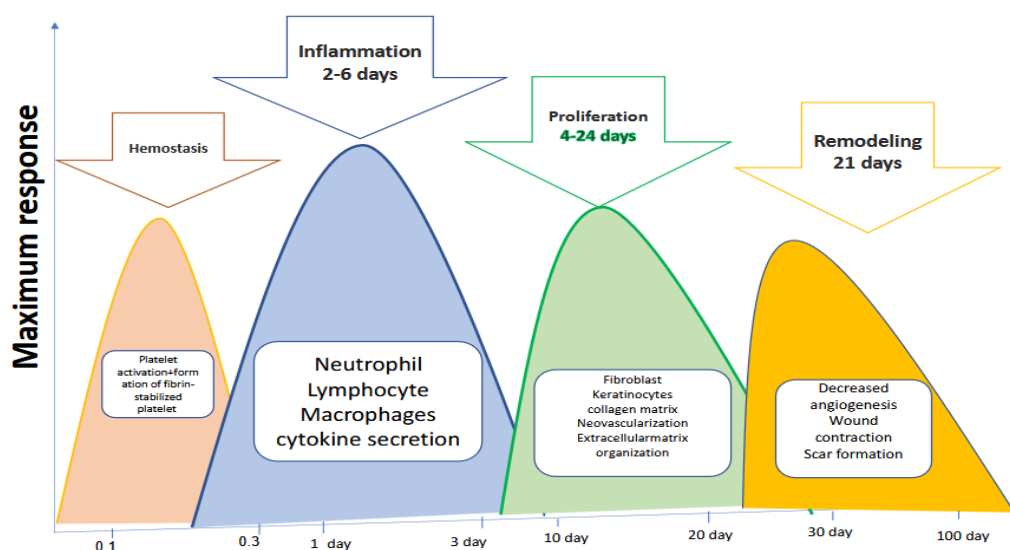 Maximum response
Hemostasis
Inflammation
2-6 days
Proliferation
4-24 days
Remodeling
21 days
Platelet
activation+form
ation of fibrin-
stabilized
platelet
Neutrophil
Lymphocyte
Macrophages
cytokine secretion
Fibroblast
Keratinocytes
collagen matrix
Neovascularization
Extracellularmatrix
organization
Decreased
angiogenesis
Wound
contraction
Scar formation
0.1
0.3
1 day
3 day
10 day
20 day
30 day
100 day